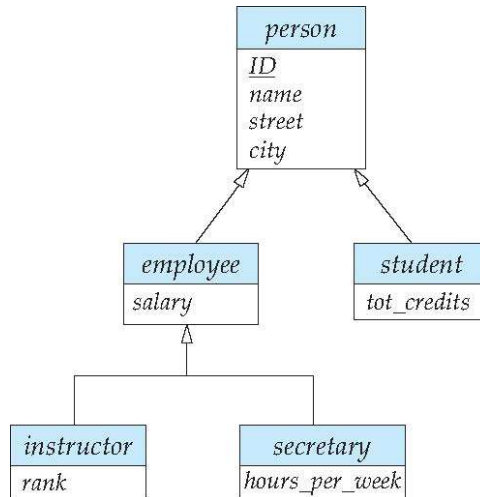 person
ID
name
street
city
employee
salary
student
tot_credits
instructor
rank
secretary
hours_per_week